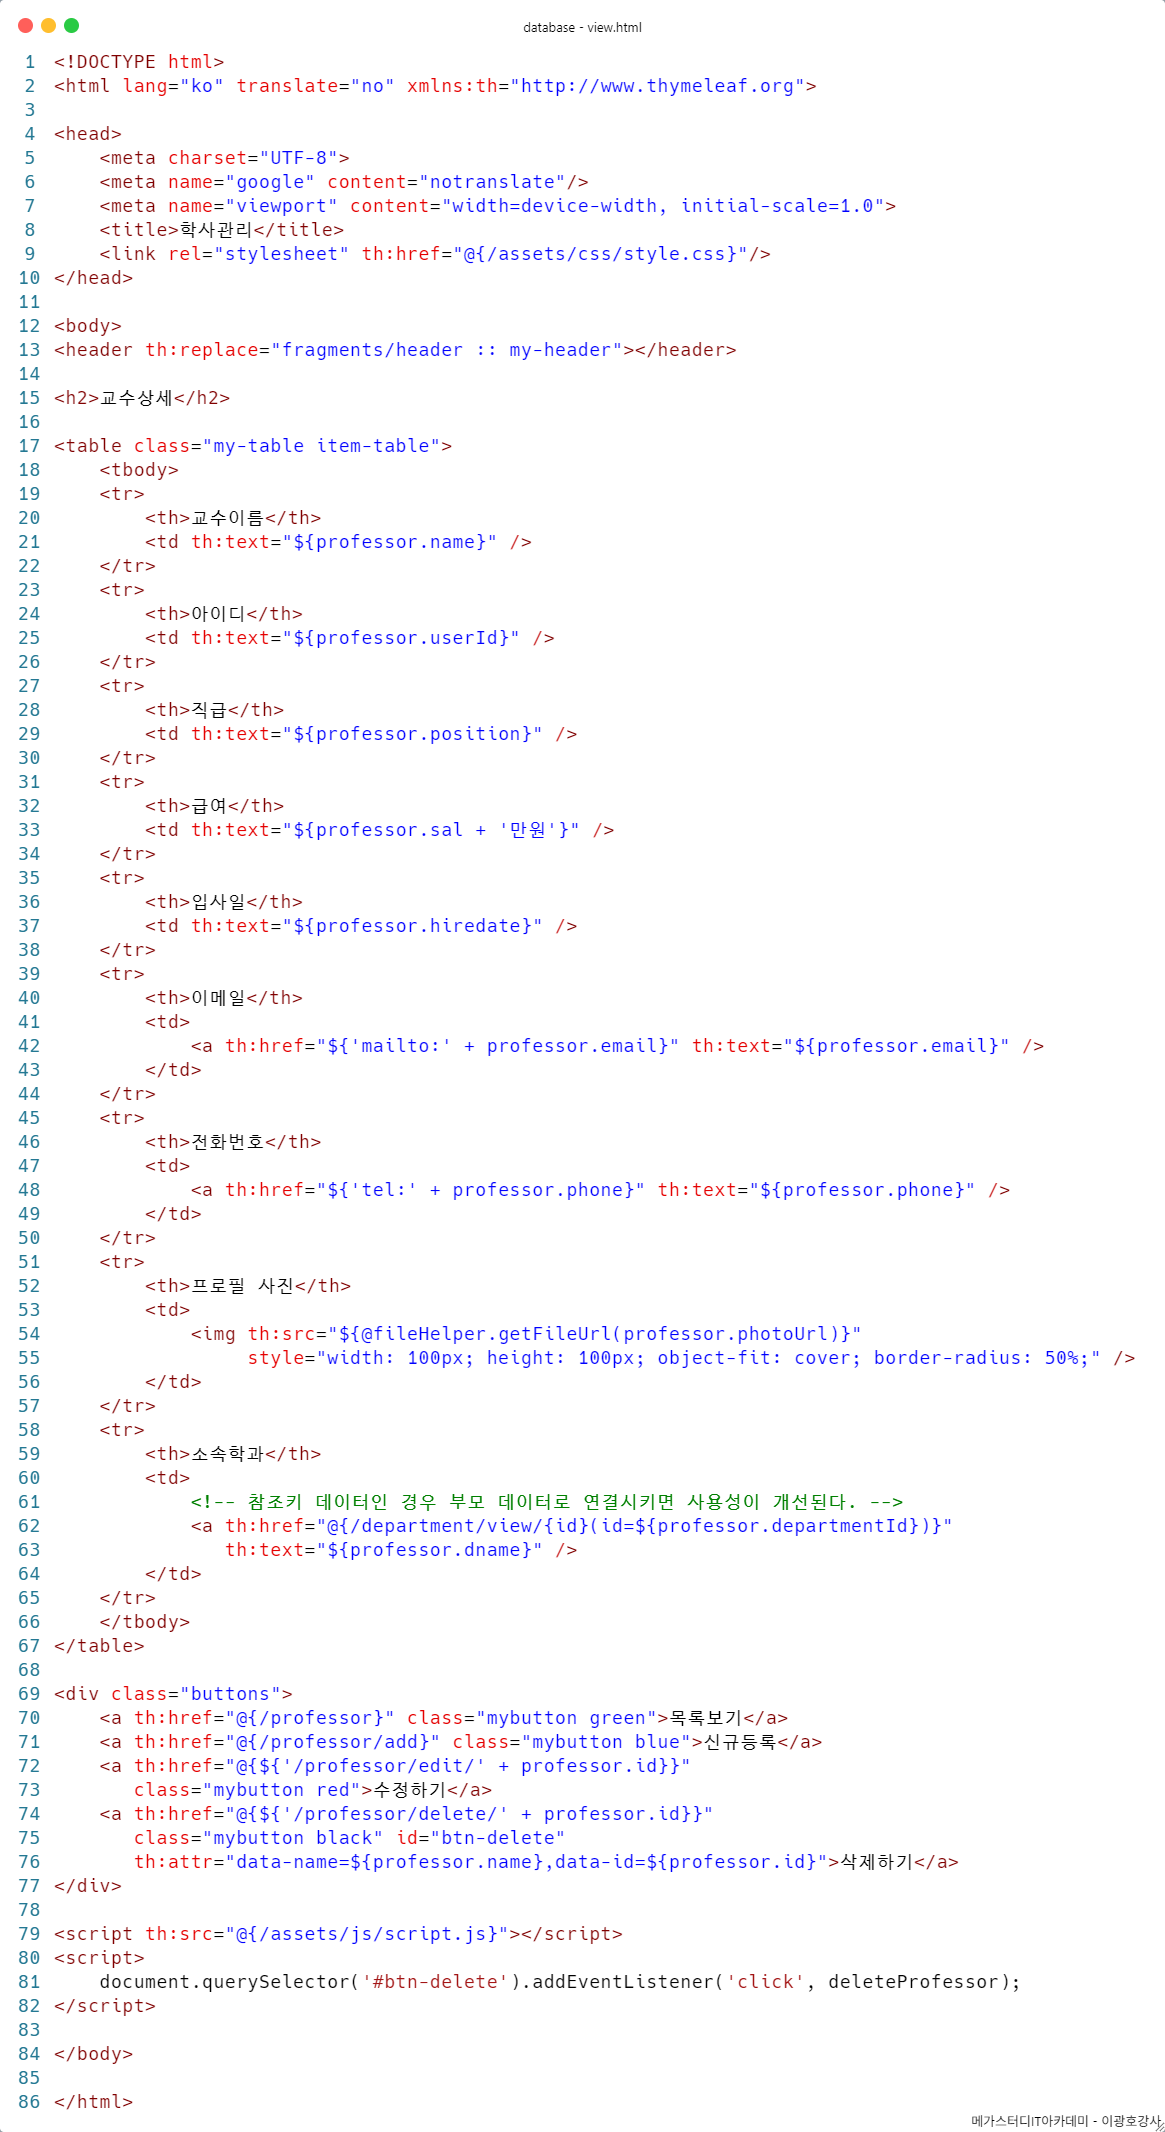 database - view.html
1 <!DOCTYPE html>
2 <html lang="ko" translate="no" xmlns:th="http://www.thymeleaf.org">
3
4 <head>
5     <meta charset="UTF-8">
6     <meta name="google" content="notranslate"/>
7     <meta name="viewport" content="width=device-width, initial-scale=1.0">
8     <title>학사관리</title>
9     <link rel="stylesheet" th:href="@{/assets/css/style.css}"/>
10 </head>
11
12 <body>
13 <header th:replace="fragments/header :: my-header"></header>
14
15 <h2>교수상세</h2>
16
17 <table class="my-table item-table">
18     <tbody>
19     <tr>
20         <th>교수이름</th>
21         <td th:text="${professor.name}" />
22     </tr>
23     <tr>
24         <th>아이디</th>
25         <td th:text="${professor.userId}" />
26     </tr>
27     <tr>
28         <th>직급</th>
29         <td th:text="${professor.position}" />
30     </tr>
31     <tr>
32         <th>급여</th>
33         <td th:text="${professor.sal + '만원'}" />
34     </tr>
35     <tr>
36         <th>입사일</th>
37         <td th:text="${professor.hiredate}" />
38     </tr>
39     <tr>
40         <th>이메일</th>
41         <td>
42             <a th:href="${'mailto:' + professor.email}" th:text="${professor.email}" />
43         </td>
44     </tr>
45     <tr>
46         <th>전화번호</th>
47         <td>
48             <a th:href="${'tel:' + professor.phone}" th:text="${professor.phone}" />
49         </td>
50     </tr>
51     <tr>
52         <th>프로필 사진</th>
53         <td>
54             <img th:src="${@fileHelper.getFileUrl(professor.photoUrl)}"
55                  style="width: 100px; height: 100px; object-fit: cover; border-radius: 50%;" />
56         </td>
57     </tr>
58     <tr>
59         <th>소속학과</th>
60         <td>
61             <!-- 참조키 데이터인 경우 부모 데이터로 연결시키면 사용성이 개선된다. -->
62             <a th:href="@{/department/view/{id}(id=${professor.departmentId})}"
63                th:text="${professor.dname}" />
64         </td>
65     </tr>
66     </tbody>
67 </table>
68
69 <div class="buttons">
70     <a th:href="@{/professor}" class="mybutton green">목록보기</a>
71     <a th:href="@{/professor/add}" class="mybutton blue">신규등록</a>
72     <a th:href="@{${'/professor/edit/' + professor.id}}"
73        class="mybutton red">수정하기</a>
74     <a th:href="@{${'/professor/delete/' + professor.id}}"
75        class="mybutton black" id="btn-delete"
76        th:attr="data-name=${professor.name},data-id=${professor.id}">삭제하기</a>
77 </div>
78
79 <script th:src="@{/assets/js/script.js}"></script>
80 <script>
81     document.querySelector('#btn-delete').addEventListener('click', deleteProfessor);
82 </script>
83
84 </body>
85
86 </html>
메가스터디IT아카데미 - 이광호강사